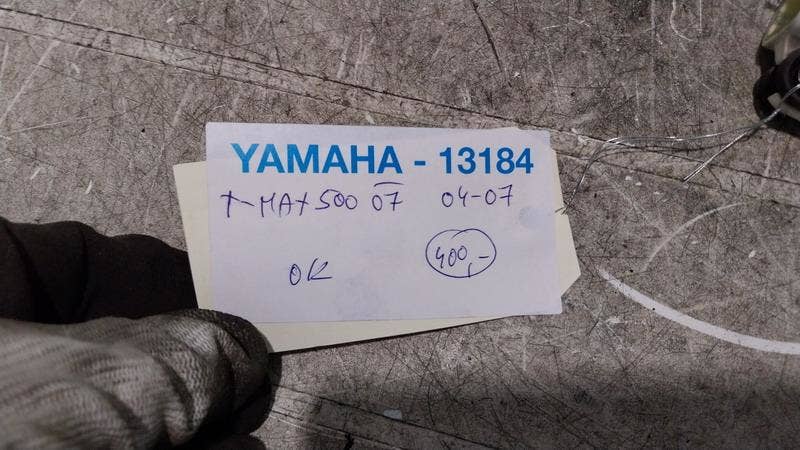 YAMAHA - 13184
T-MAX 500 07 04-07
OK 400,-